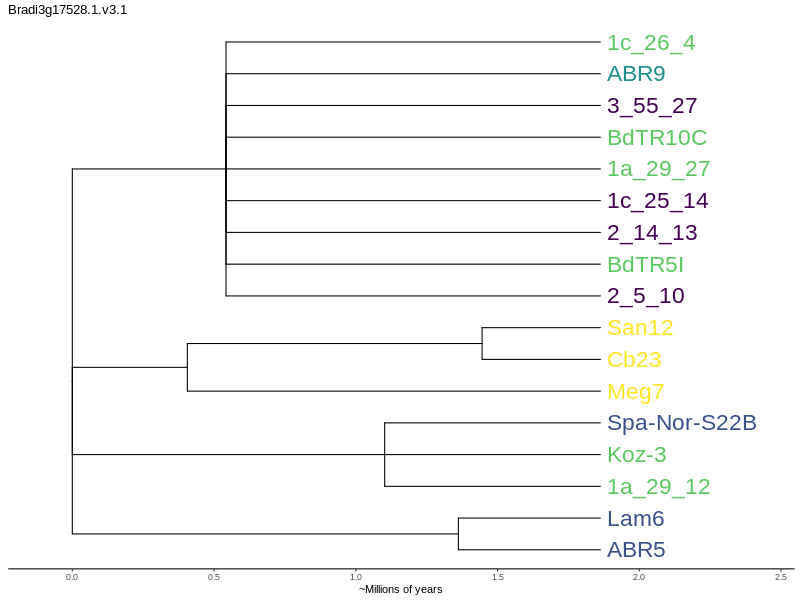 Bradi3g17528.1.v3.1
1c_26_4
ABR9
3_55_27
BdTR10C
1a_29_27
1c_25_14
2_14_13
BdTR5I
2_5_10
San12
Cb23
Meg7
Spa-Nor-S22B
Koz-3
1a_29_12
Lam6
ABR5
0.0 0.5 1.0 1.5 2.0 2.5
~Millions of years